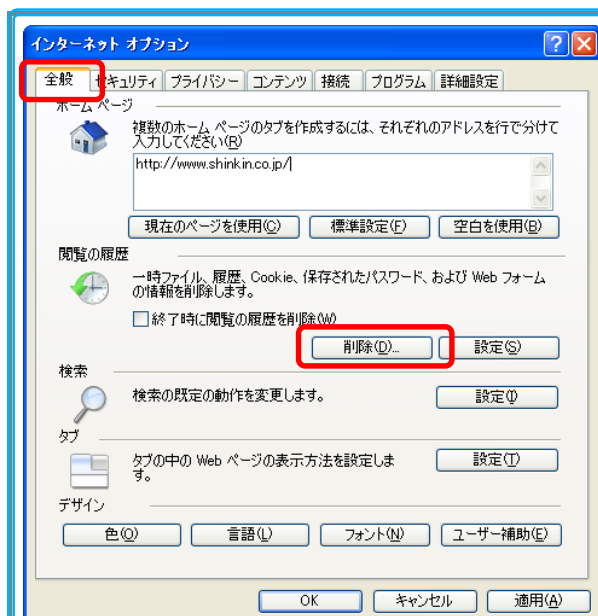 インターネット オプション
全般 セキュリティ プライバシー コンテンツ 接続 プログラム 詳細設定
ホーム ページ
複数のホーム ページのタブを作成するには、それぞれのアドレスを行で分けて
入力してください(R)
http://www.shinkin.co.jp/
現在のページを使用(C) 標準設定(F) 空白を使用(B)
閲覧の履歴
一時ファイル、履歴、Cookie、保存されたパスワード、および Web フォーム
の情報を削除します。
終了時に閲覧の履歴を削除(W)
削除(D)... 設定(S)
検索
検索の既定の動作を変更します。
設定(I)
タブ
タブの中の Web ページの表示方法を設定しま
す。
設定(T)
デザイン
色(O) 言語(L) フォント(N) ユーザー補助(E)
OK キャンセル 適用(A)